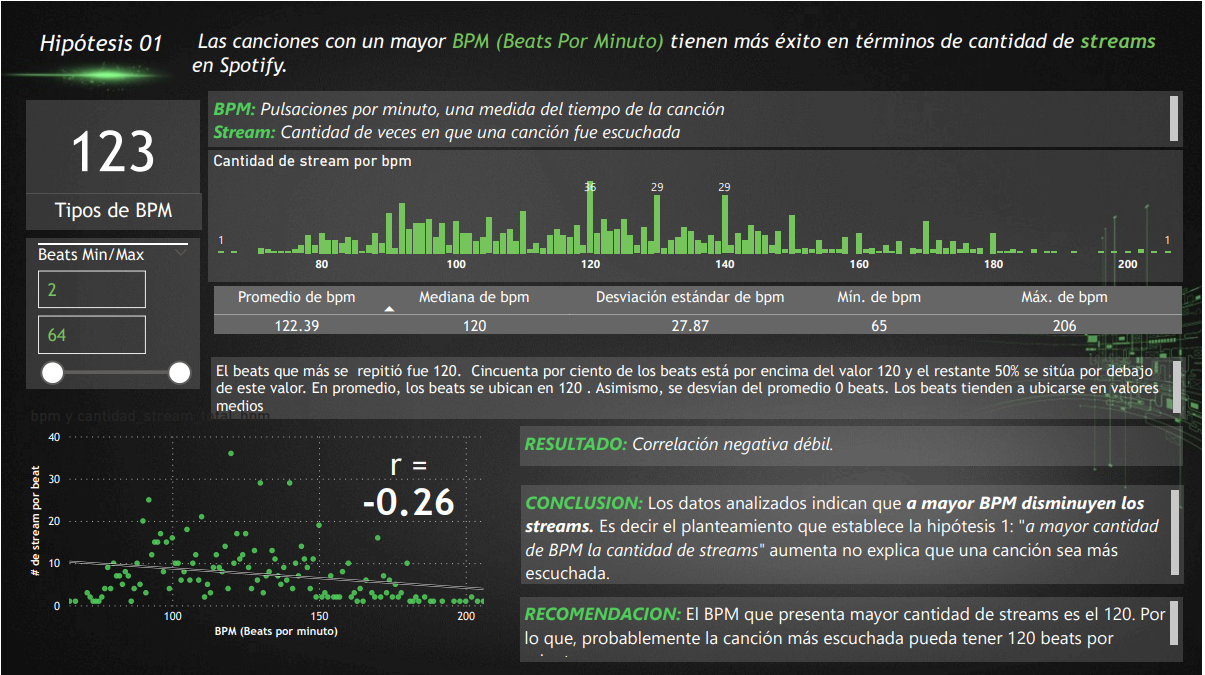 Hipótesis 01
Las canciones con un mayor BPM (Beats Por Minuto) tienen más éxito en términos de cantidad de streams
en Spotify.
123
Tipos de BPM
Beats Min/Max
2
64
BPM: Pulsaciones por minuto, una medida del tiempo de la canción
Stream: Cantidad de veces en que una canción fue escuchada
Cantidad de stream por bpm
1
36
29
29
1
80
100
120
140
160
180
200
Promedio de bpm
Mediana de bpm
Desviación estándar de bpm
Mín. de bpm
Máx. de bpm
122.39
120
27.87
65
206
El beats que más se repitió fue 120. Cincuenta por ciento de los beats está por encima del valor 120 y el restante 50% se sitúa por debajo
de este valor. En promedio, los beats se ubican en 120 . Asimismo, se desvían del promedio 0 beats. Los beats tienden a ubicarse en valores
medios
bpm y cantidad_stream_total_bpm
# de stream por beat
40
30
20
10
0
r =
-0.26
100
150
200
BPM (Beats por minuto)
RESULTADO: Correlación negativa débil.
CONCLUSION: Los datos analizados indican que a mayor BPM disminuyen los
streams. Es decir el planteamiento que establece la hipótesis 1: "a mayor cantidad
de BPM la cantidad de streams" aumenta no explica que una canción sea más
escuchada.
RECOMENDACION: El BPM que presenta mayor cantidad de streams es el 120. Por
lo que, probablemente la canción más escuchada pueda tener 120 beats por